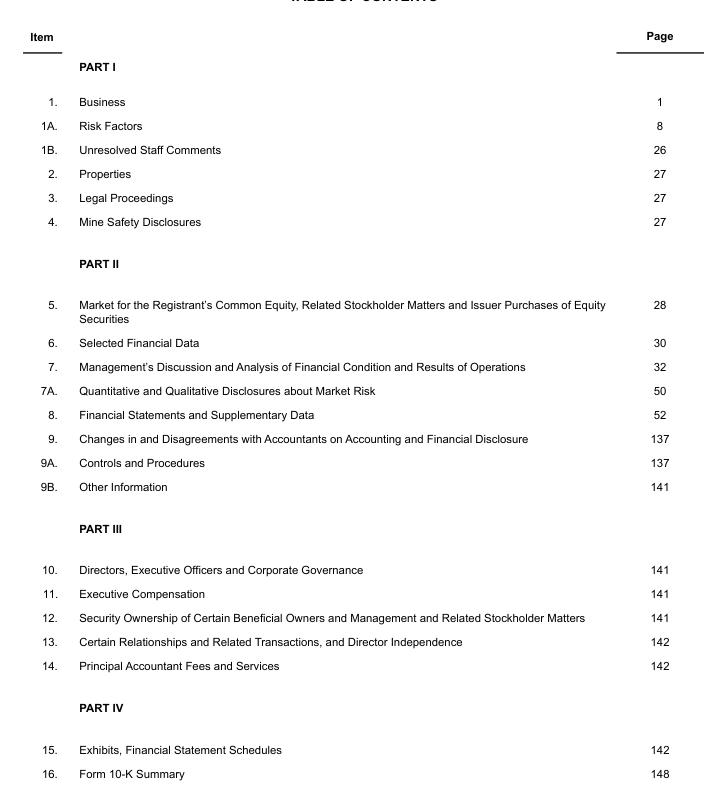 TABLE OF CONTENTS
Item Page
PART I
1. Business 1
1A. Risk Factors 8
1B. Unresolved Staff Comments 26
2. Properties 27
3. Legal Proceedings 27
4. Mine Safety Disclosures 27
PART II
5. Market for the Registrant's Common Equity, Related Stockholder Matters and Issuer Purchases of Equity 28
Securities
6. Selected Financial Data 30
7. Management's Discussion and Analysis of Financial Condition and Results of Operations 32
7A. Quantitative and Qualitative Disclosures about Market Risk 50
8. Financial Statements and Supplementary Data 52
9. Changes in and Disagreements with Accountants on Accounting and Financial Disclosure 137
9A. Controls and Procedures 137
9B. Other Information 141
PART III
10. Directors, Executive Officers and Corporate Governance 141
11. Executive Compensation 141
12. Security Ownership of Certain Beneficial Owners and Management and Related Stockholder Matters 141
13. Certain Relationships and Related Transactions, and Director Independence 142
14. Principal Accountant Fees and Services 142
PART IV
15. Exhibits, Financial Statement Schedules 142
16. Form 10-K Summary 148